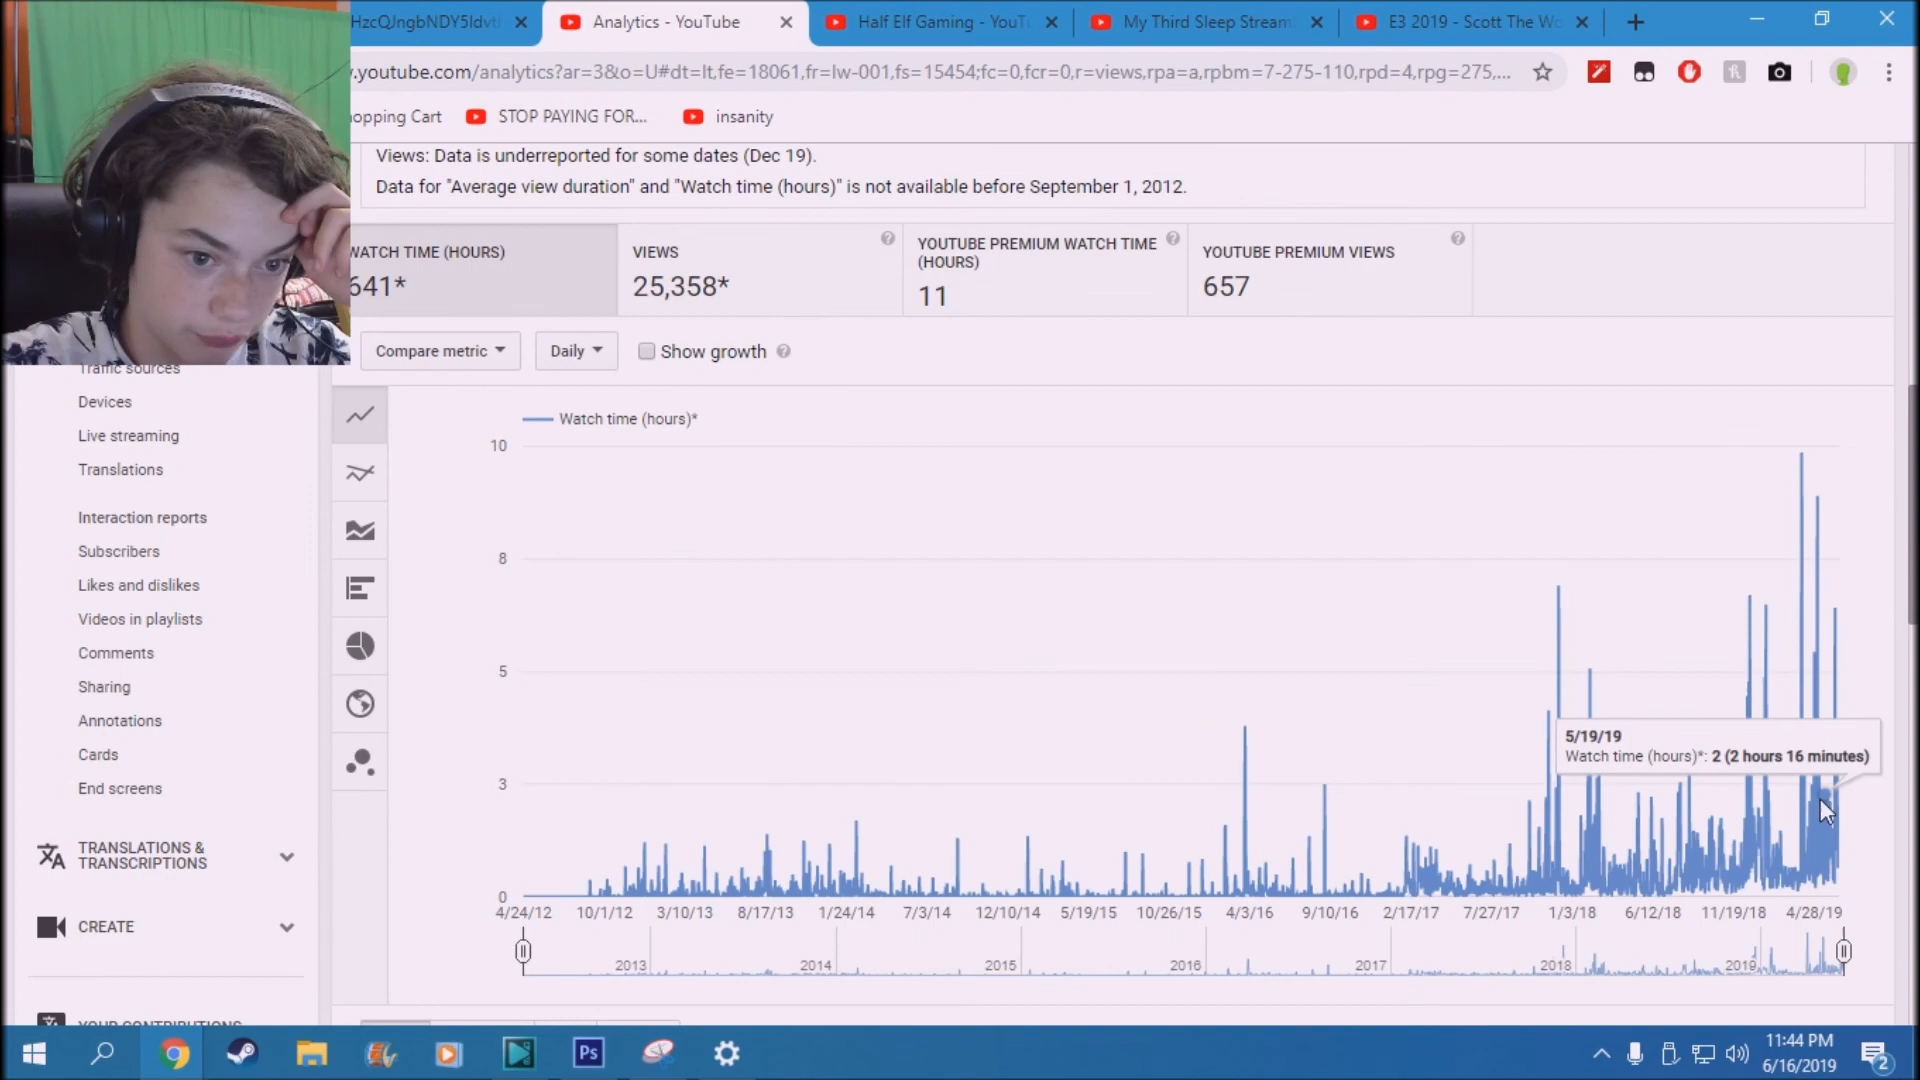 Analytics - YouTube
Half Elf Gaming - YouT
My Third Sleep Stream
E3 2019 - Scott The Wo
.youtube.com/analytics?ar=3&o=U#dt=lt,fe=18061,fr=lw-001,fs=15454;fc=0,fcr=0,r=views,rpa=a,rpbm=7-275-110,rpd=4,rpg=275,...
hopping Cart
STOP PAYING FOR...
insanity
Views: Data is underreported for some dates (Dec 19).
Data for "Average view duration" and "Watch time (hours)" is not available before September 1, 2012.
WATCH TIME (HOURS)
641*
VIEWS
25,358*
YOUTUBE PREMIUM WATCH TIME
(HOURS)
11
YOUTUBE PREMIUM VIEWS
657
Compare metric
Daily
Show growth
Traffic sources
Devices
Live streaming
Translations
Interaction reports
Subscribers
Likes and dislikes
Videos in playlists
Comments
Sharing
Annotations
Cards
End screens
TRANSLATIONS &
TRANSCRIPTIONS
CREATE
YOUR CONTRIBUTIONS
Watch time (hours)*
10
8
5
3
0
5/19/19
Watch time (hours)*: 2 (2 hours 16 minutes)
4/24/12 10/1/12 3/10/13 8/17/13 1/24/14 7/3/14 12/10/14 5/19/15 10/26/15 4/3/16 9/10/16 2/17/17 7/27/17 1/3/18 6/12/18 11/19/18 4/28/19
2013 2014 2015 2016 2017 2018 2019
Ps
11:44 PM
6/16/2019
2